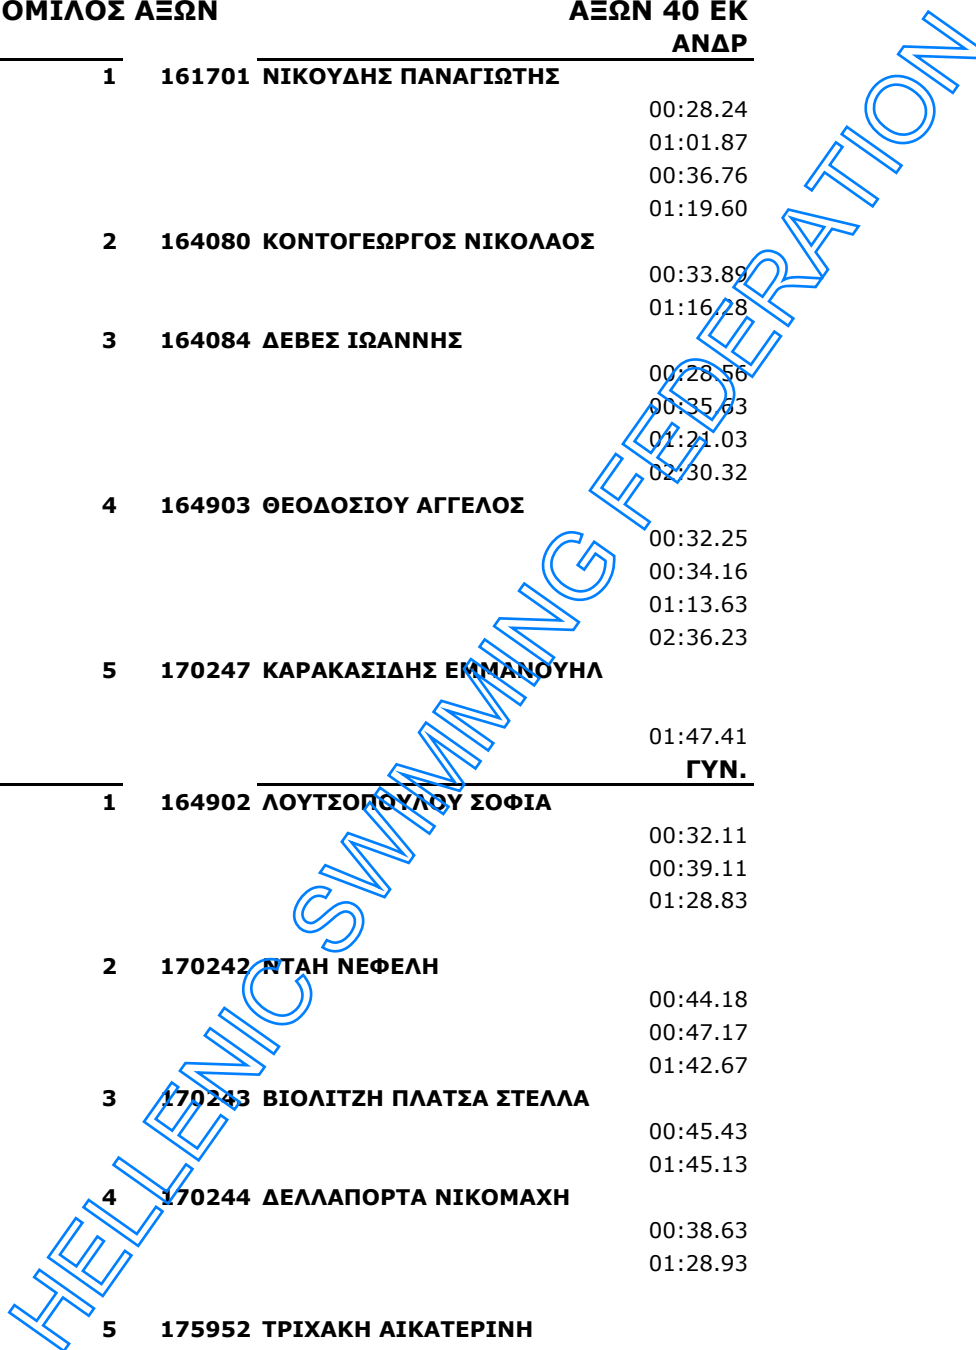 ΟΜΙΛΟΣ ΑΞΩΝ ΑΞΩΝ 40 ΕΚ
ΑΝΔΡ
1 161701 ΝΙΚΟΥΔΗΣ ΠΑΝΑΓΙΩΤΗΣ
00:28.24
01:01.87
00:36.76
01:19.60
2 164080 ΚΟΝΤΟΓΕΩΡΓΟΣ ΝΙΚΟΛΑΟΣ
00:33.89
01:16.28
3 164084 ΔΕΒΕΣ ΙΩΑΝΝΗΣ
00:28.56
00:35.63
01:21.03
02:30.32
4 164903 ΘΕΟΔΟΣΙΟΥ ΑΓΓΕΛΟΣ
00:32.25
00:34.16
01:13.63
02:36.23
5 170247 ΚΑΡΑΚΑΣΙΔΗΣ ΕΜΜΑΝΟΥΗΛ
01:47.41
ΓΥΝ.
1 164902 ΛΟΥΤΣΟΠΟΥΛΟΥ ΣΟΦΙΑ
00:32.11
00:39.11
01:28.83
2 170242 ΝΤΑΗ ΝΕΦΕΛΗ
00:44.18
00:47.17
01:42.67
3 170243 ΒΙΟΛΙΤΖΗ ΠΛΑΤΣΑ ΣΤΕΛΛΑ
00:45.43
01:45.13
4 170244 ΔΕΛΛΑΠΟΡΤΑ ΝΙΚΟΜΑΧΗ
00:38.63
01:28.93
5 175952 ΤΡΙΧΑΚΗ ΑΙΚΑΤΕΡΙΝΗ
HELLENIC SWIMMING FEDERATION